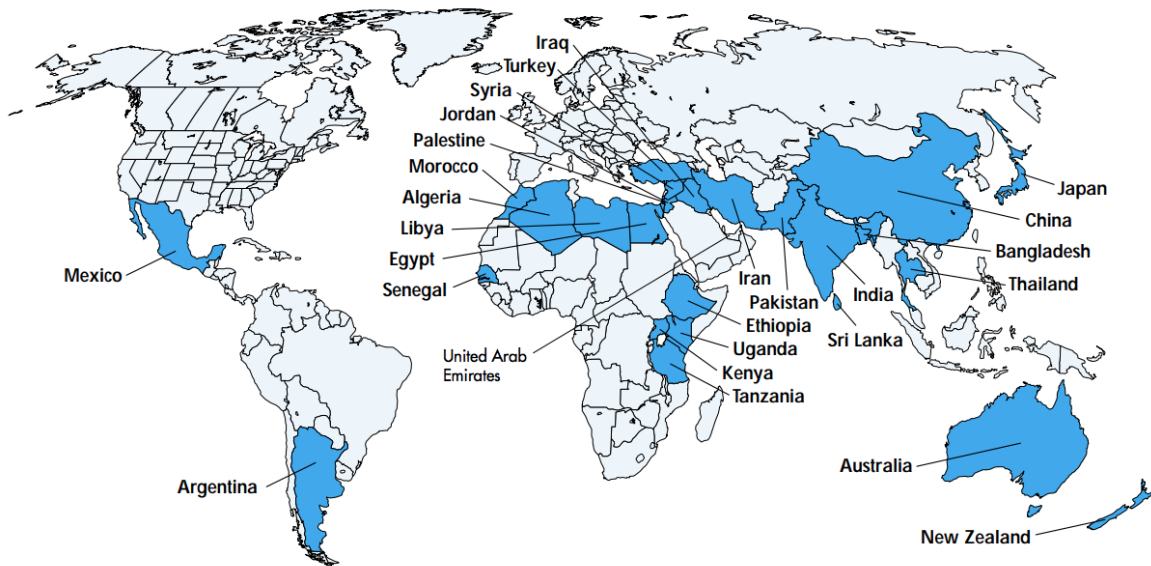 Iraq
Turkey
Syria
Jordan
Palestine
Morocco
Algeria
Libya
Egypt
Senegal
Mexico
Argentina
United Arab
Emirates
Iran
Pakistan
Ethiopia
Uganda
Kenya
Tanzania
India
Sri Lanka
Japan
China
Bangladesh
Thailand
Australia
New Zealand